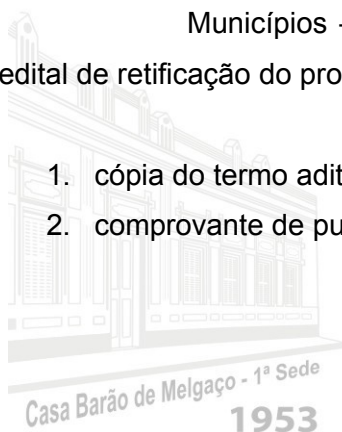 Municípios -
edital de retificação do pro
1. cópia do termo adit
2. comprovante de pu
Casa Barão de Melgaço - 1ª Sede
1953